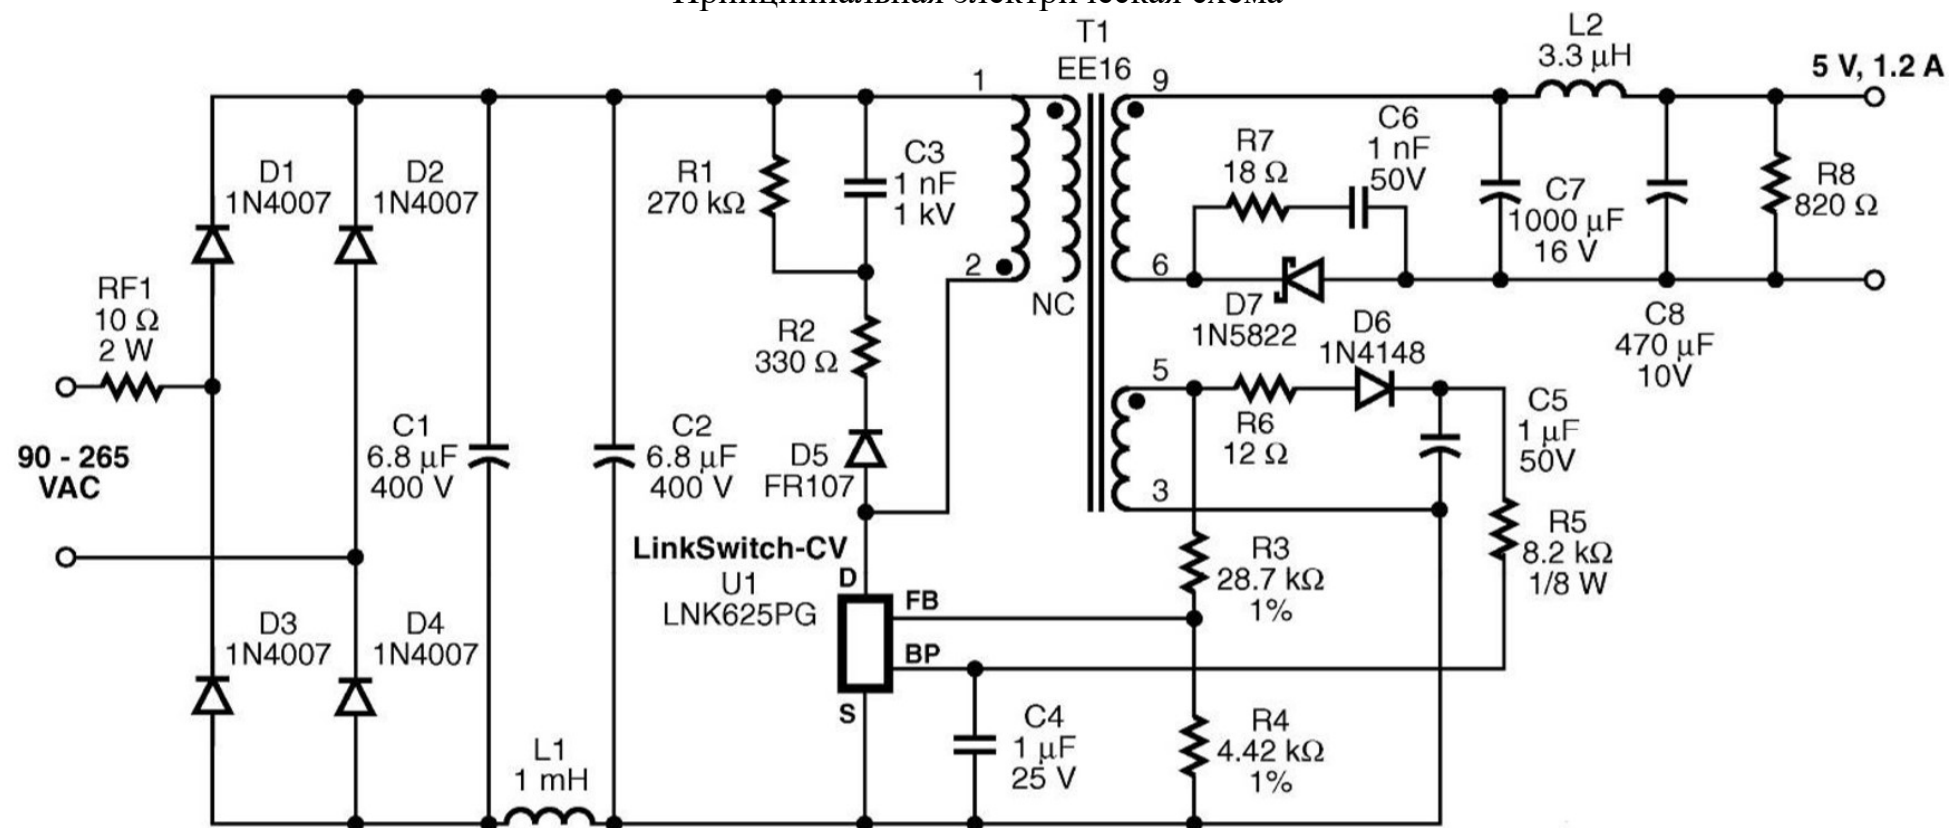 Принципиальная электрическая схема
T1
EE16
L2
3.3 µH
5 V, 1.2 A
1
9
D1
1N4007
D2
1N4007
R1
270 kΩ
C3
1 nF
1 kV
R7
18 Ω
C6
1 nF
50V
C7
1000 µF
16 V
R8
820 Ω
2
6
NC
RF1
10 Ω
2 W
R2
330 Ω
D7
1N5822
D6
1N4148
C8
470 µF
10V
5
R6
12 Ω
C5
1 µF
50V
90 - 265
VAC
C1
6.8 µF
400 V
C2
6.8 µF
400 V
D5
FR107
3
LinkSwitch-CV
U1
LNK625PG
D
FB
BP
S
R3
28.7 kΩ
1%
R5
8.2 kΩ
1/8 W
D3
1N4007
D4
1N4007
L1
1 mH
C4
1 µF
25 V
R4
4.42 kΩ
1%